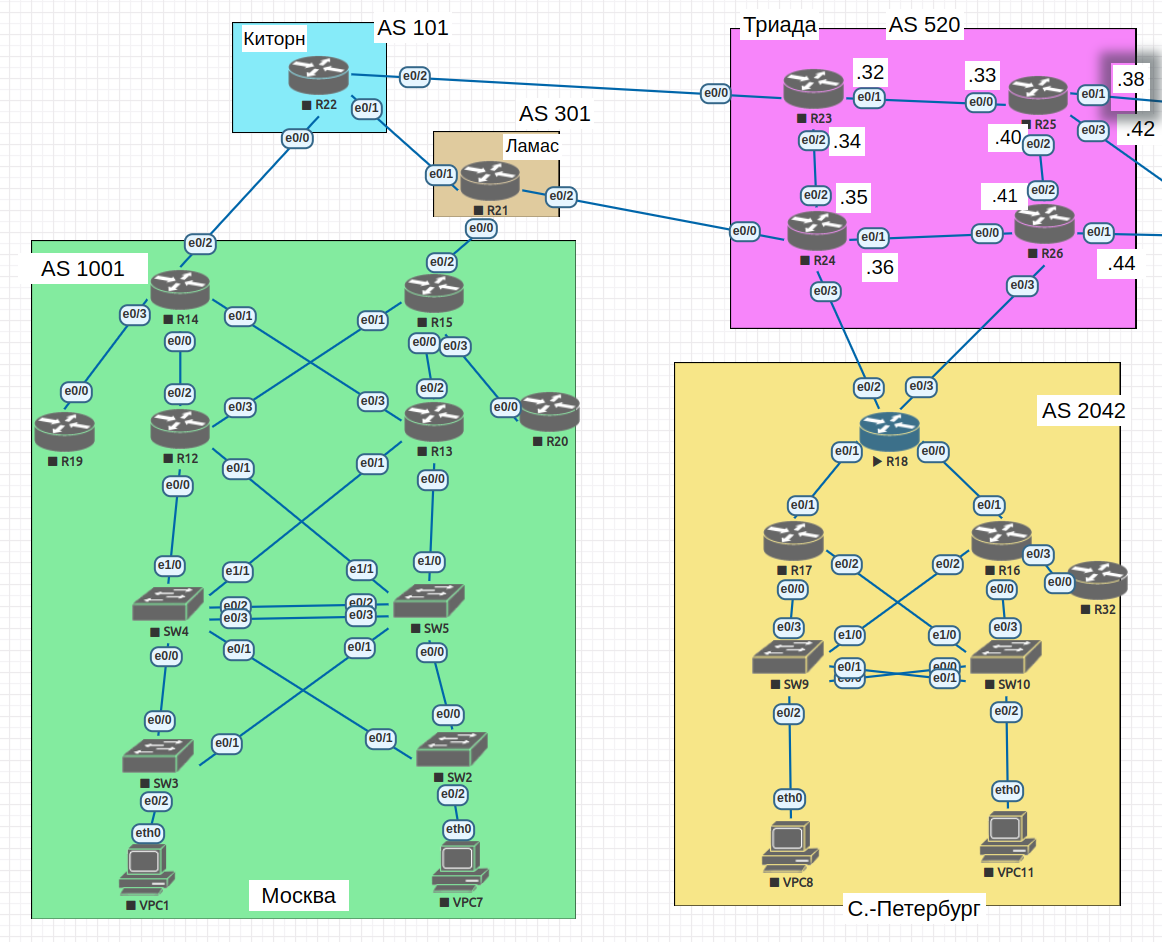 Киторн
AS 101
R22
e0/2
e0/1
e0/0
AS 301
Ламас
e0/1
R21
e0/2
e0/0
Триада
AS 520
e0/0
R23
.32
e0/1
e0/2
.34
.33
e0/0
R25
e0/1
.38
e0/3
.42
.40
e0/2
e0/2
.35
.41
e0/2
e0/0
R24
e0/1
.36
e0/3
e0/0
R26
e0/1
.44
e0/3
AS 1001
e0/2
R14
e0/3
e0/0
e0/1
e0/2
R15
e0/1
e0/0
e0/3
e0/0
R19
e0/2
R12
e0/3
e0/1
e0/0
e0/3
e0/2
R13
e0/1
e0/0
e0/0
R20
e1/0
e1/1
SW4
e0/2
e0/3
e0/0
e0/1
e1/1
e1/0
SW5
e0/2
e0/3
e0/1
e0/0
e0/0
SW3
e0/1
e0/2
eth0
VPC1
e0/0
e0/1
SW2
e0/2
eth0
VPC7
Москва
AS 2042
e0/2
e0/3
R18
e0/1
e0/0
e0/1
R17
e0/2
e0/0
e0/1
R16
e0/2
e0/3
e0/0
e0/0
R32
e0/3
e1/0
SW9
e0/1
e0/0
e0/2
e0/3
e1/0
SW10
e0/0
e0/1
e0/2
eth0
VPC8
eth0
VPC11
С.-Петербург